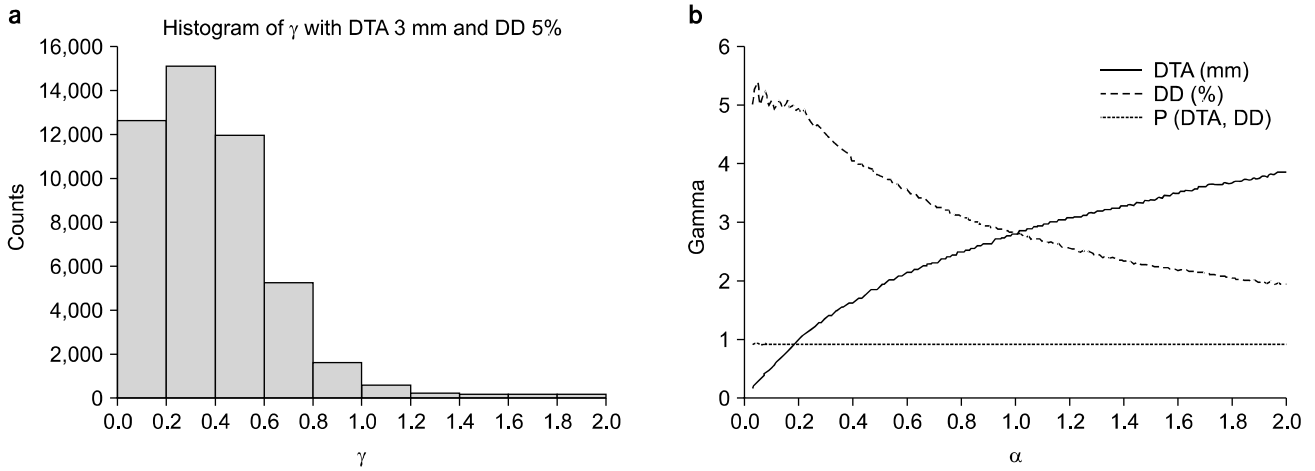 a
Histogram of γ with DTA 3 mm and DD 5%
16,000
14,000
12,000
10,000
8,000
6,000
4,000
2,000
0
Counts
0.0 0.2 0.4 0.6 0.8 1.0 1.2 1.4 1.6 1.8 2.0
γ
b
6
5
4
3
2
1
0
Gamma
DTA (mm)
DD (%)
P (DTA, DD)
0.0 0.2 0.4 0.6 0.8 1.0 1.2 1.4 1.6 1.8 2.0
α